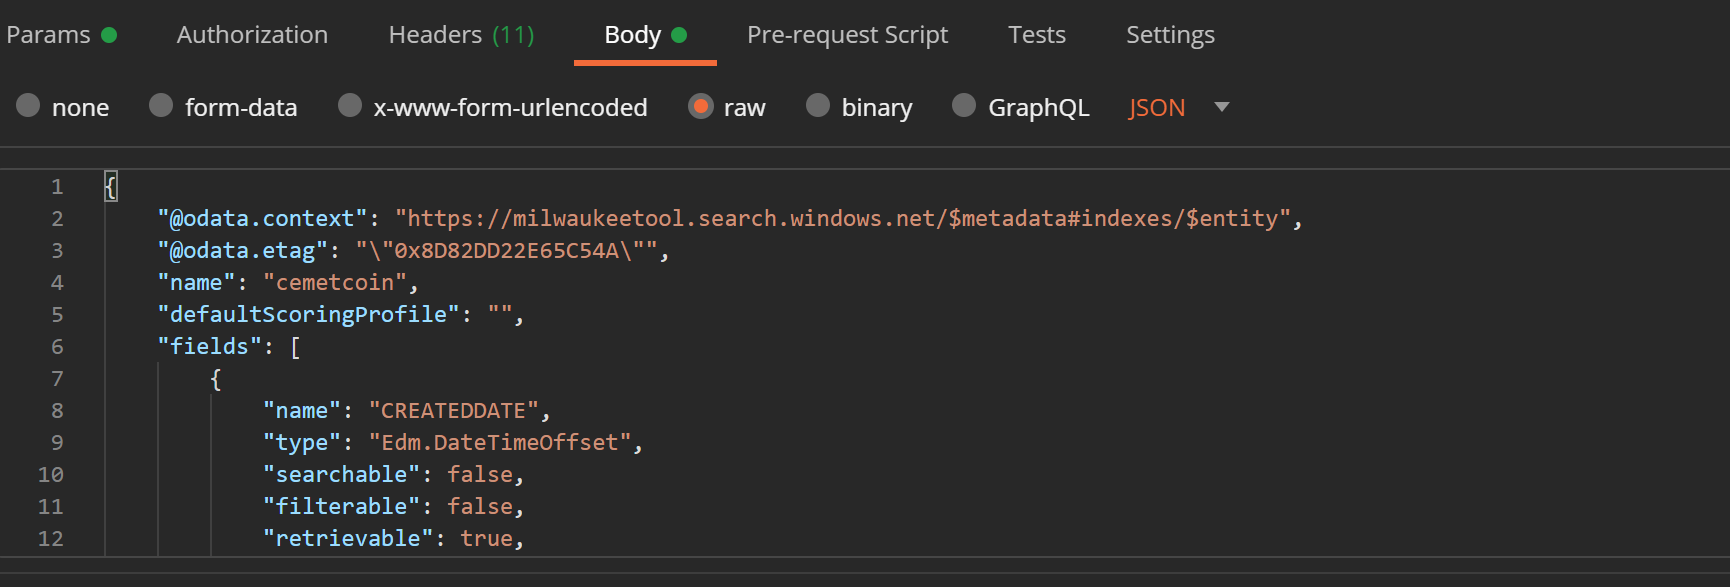 Params Authorization Headers (11) Body Pre-request Script Tests Settings
none form-data x-www-form-urlencoded raw binary GraphQL JSON
1 {
2 "@odata.context": "https://milwaukeetool.search.windows.net/$metadata#indexes/$entity",
3 "@odata.etag": "\"0x8D82DD22E65C54A\"",
4 "name": "cemetcoin",
5 "defaultScoringProfile": "",
6 "fields": [
7 {
8 "name": "CREATEDDATE",
9 "type": "Edm.DateTimeOffset",
10 "searchable": false,
11 "filterable": false,
12 "retrievable": true,